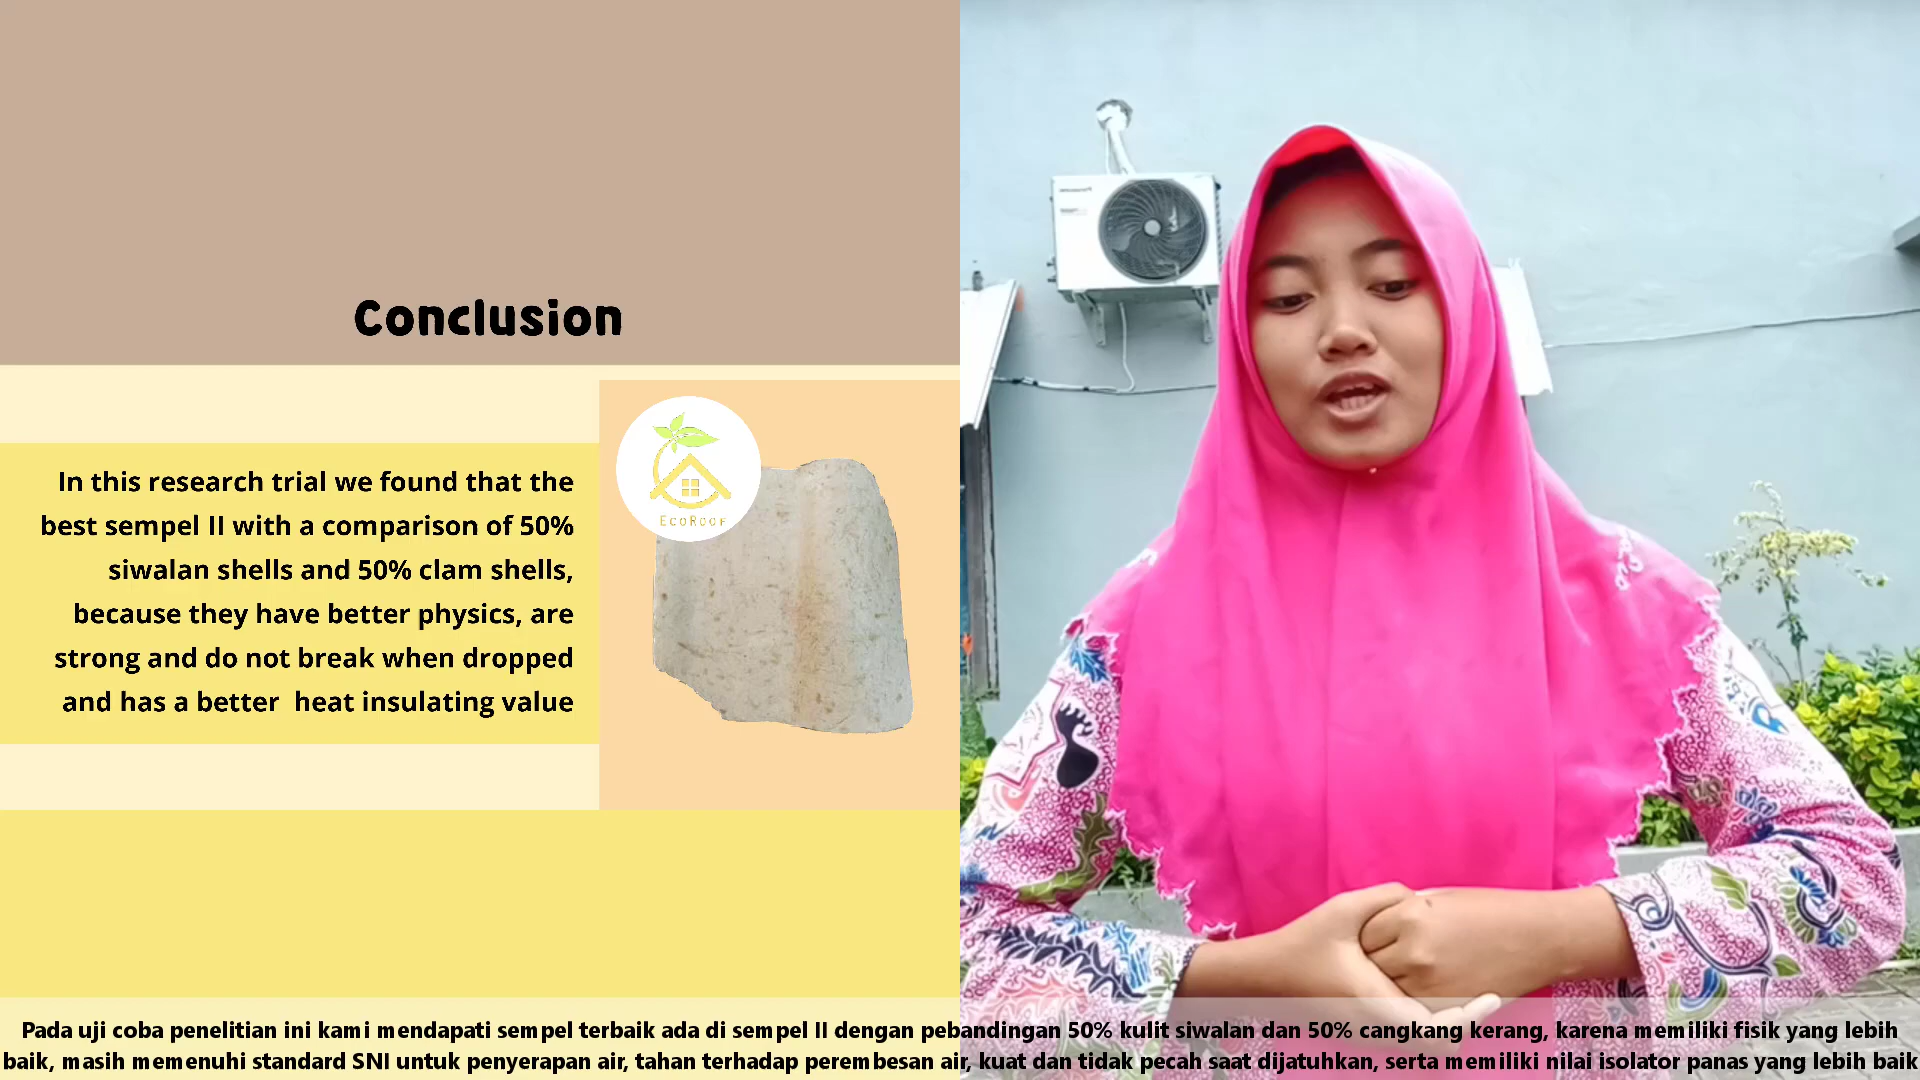 Conclusion
In this research trial we found that the
best sempel II with a comparison of 50%
siwalan shells and 50% clam shells,
because they have better physics, are
strong and do not break when dropped
and has a better heat insulating value
EcoRoof
Pada uji coba penelitian ini kami mendapati sempel terbaik ada di sempel II dengan pebandingan 50% kulit siwalan dan 50% cangkang kerang, karena memiliki fisik yang lebih
baik, masih memenuhi standard SNI untuk penyerapan air, tahan terhadap perembesan air, kuat dan tidak pecah saat dijatuhkan, serta memiliki nilai isolator panas yang lebih baik